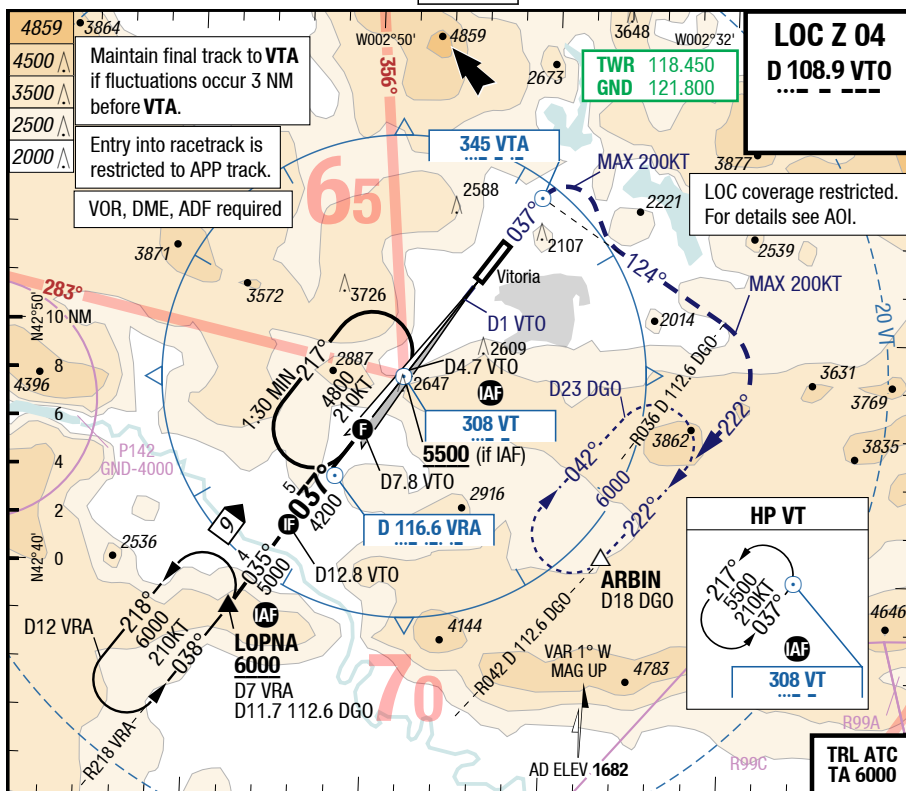 4859
4500
3500
2500
2000
3864
Maintain final track to VTA
if fluctuations occur 3 NM
before VTA.
Entry into racetrack is
restricted to APP track.
VOR, DME, ADF required
W002°50'
4859
3648
W002°32'
2673
TWR 118.450
GND 121.800
LOC Z 04
D 108.9 VTO
3877
LOC coverage restricted.
For details see AOI.
356°
65
345 VTA
MAX 200KT
2588
2221
037°
2107
2539
3871
3572
3726
Vitoria
124°
MAX 200KT
283°
N42°50'
10 NM
D1 VTO
2014
20 VT
217°
2887
2609
D4.7 VTO
8
4396
1:30 MIN
4800
210KT
2647
IAF
D23 DGO
R036 D 112.6 DGO
3631
3769
6
308 VT
222°
F
5500 (if IAF)
3862
3835
P142
GND-4000
D7.8 VTO
042°
4
6000
5
037°
4200
2916
222°
2
9
IF
D 116.6 VRA
HP VT
2536
N42°40'
0
4
035°
5000
D12.8 VTO
ARBIN
D18 DGO
217°
5500
210KT
037°
D12 VRA
218°
6000
210KT
038°
IAF
LOPNA
6000
D7 VRA
D11.7 112.6 DGO
4144
70
R042 D 112.6 DGO
VAR 1° W
MAG UP
4783
IAF
308 VT
4646
R218 VRA
AD ELEV 1682
R99C
R99A
TRL ATC
TA 6000